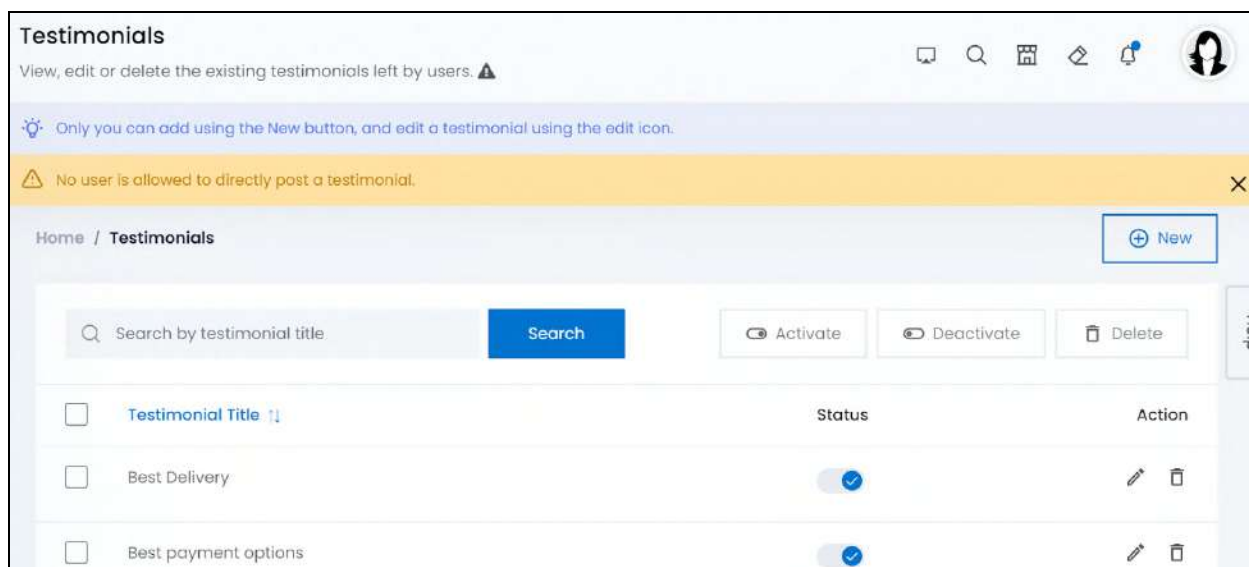 Testimonials
View, edit or delete the existing testimonials left by users.
Only you can add using the New button, and edit a testimonial using the edit icon.
No user is allowed to directly post a testimonial.
Home / Testimonials
New
Search by testimonial title
Search
Activate
Deactivate
Delete
Testimonial Title
Status
Action
Best Delivery
Best payment options